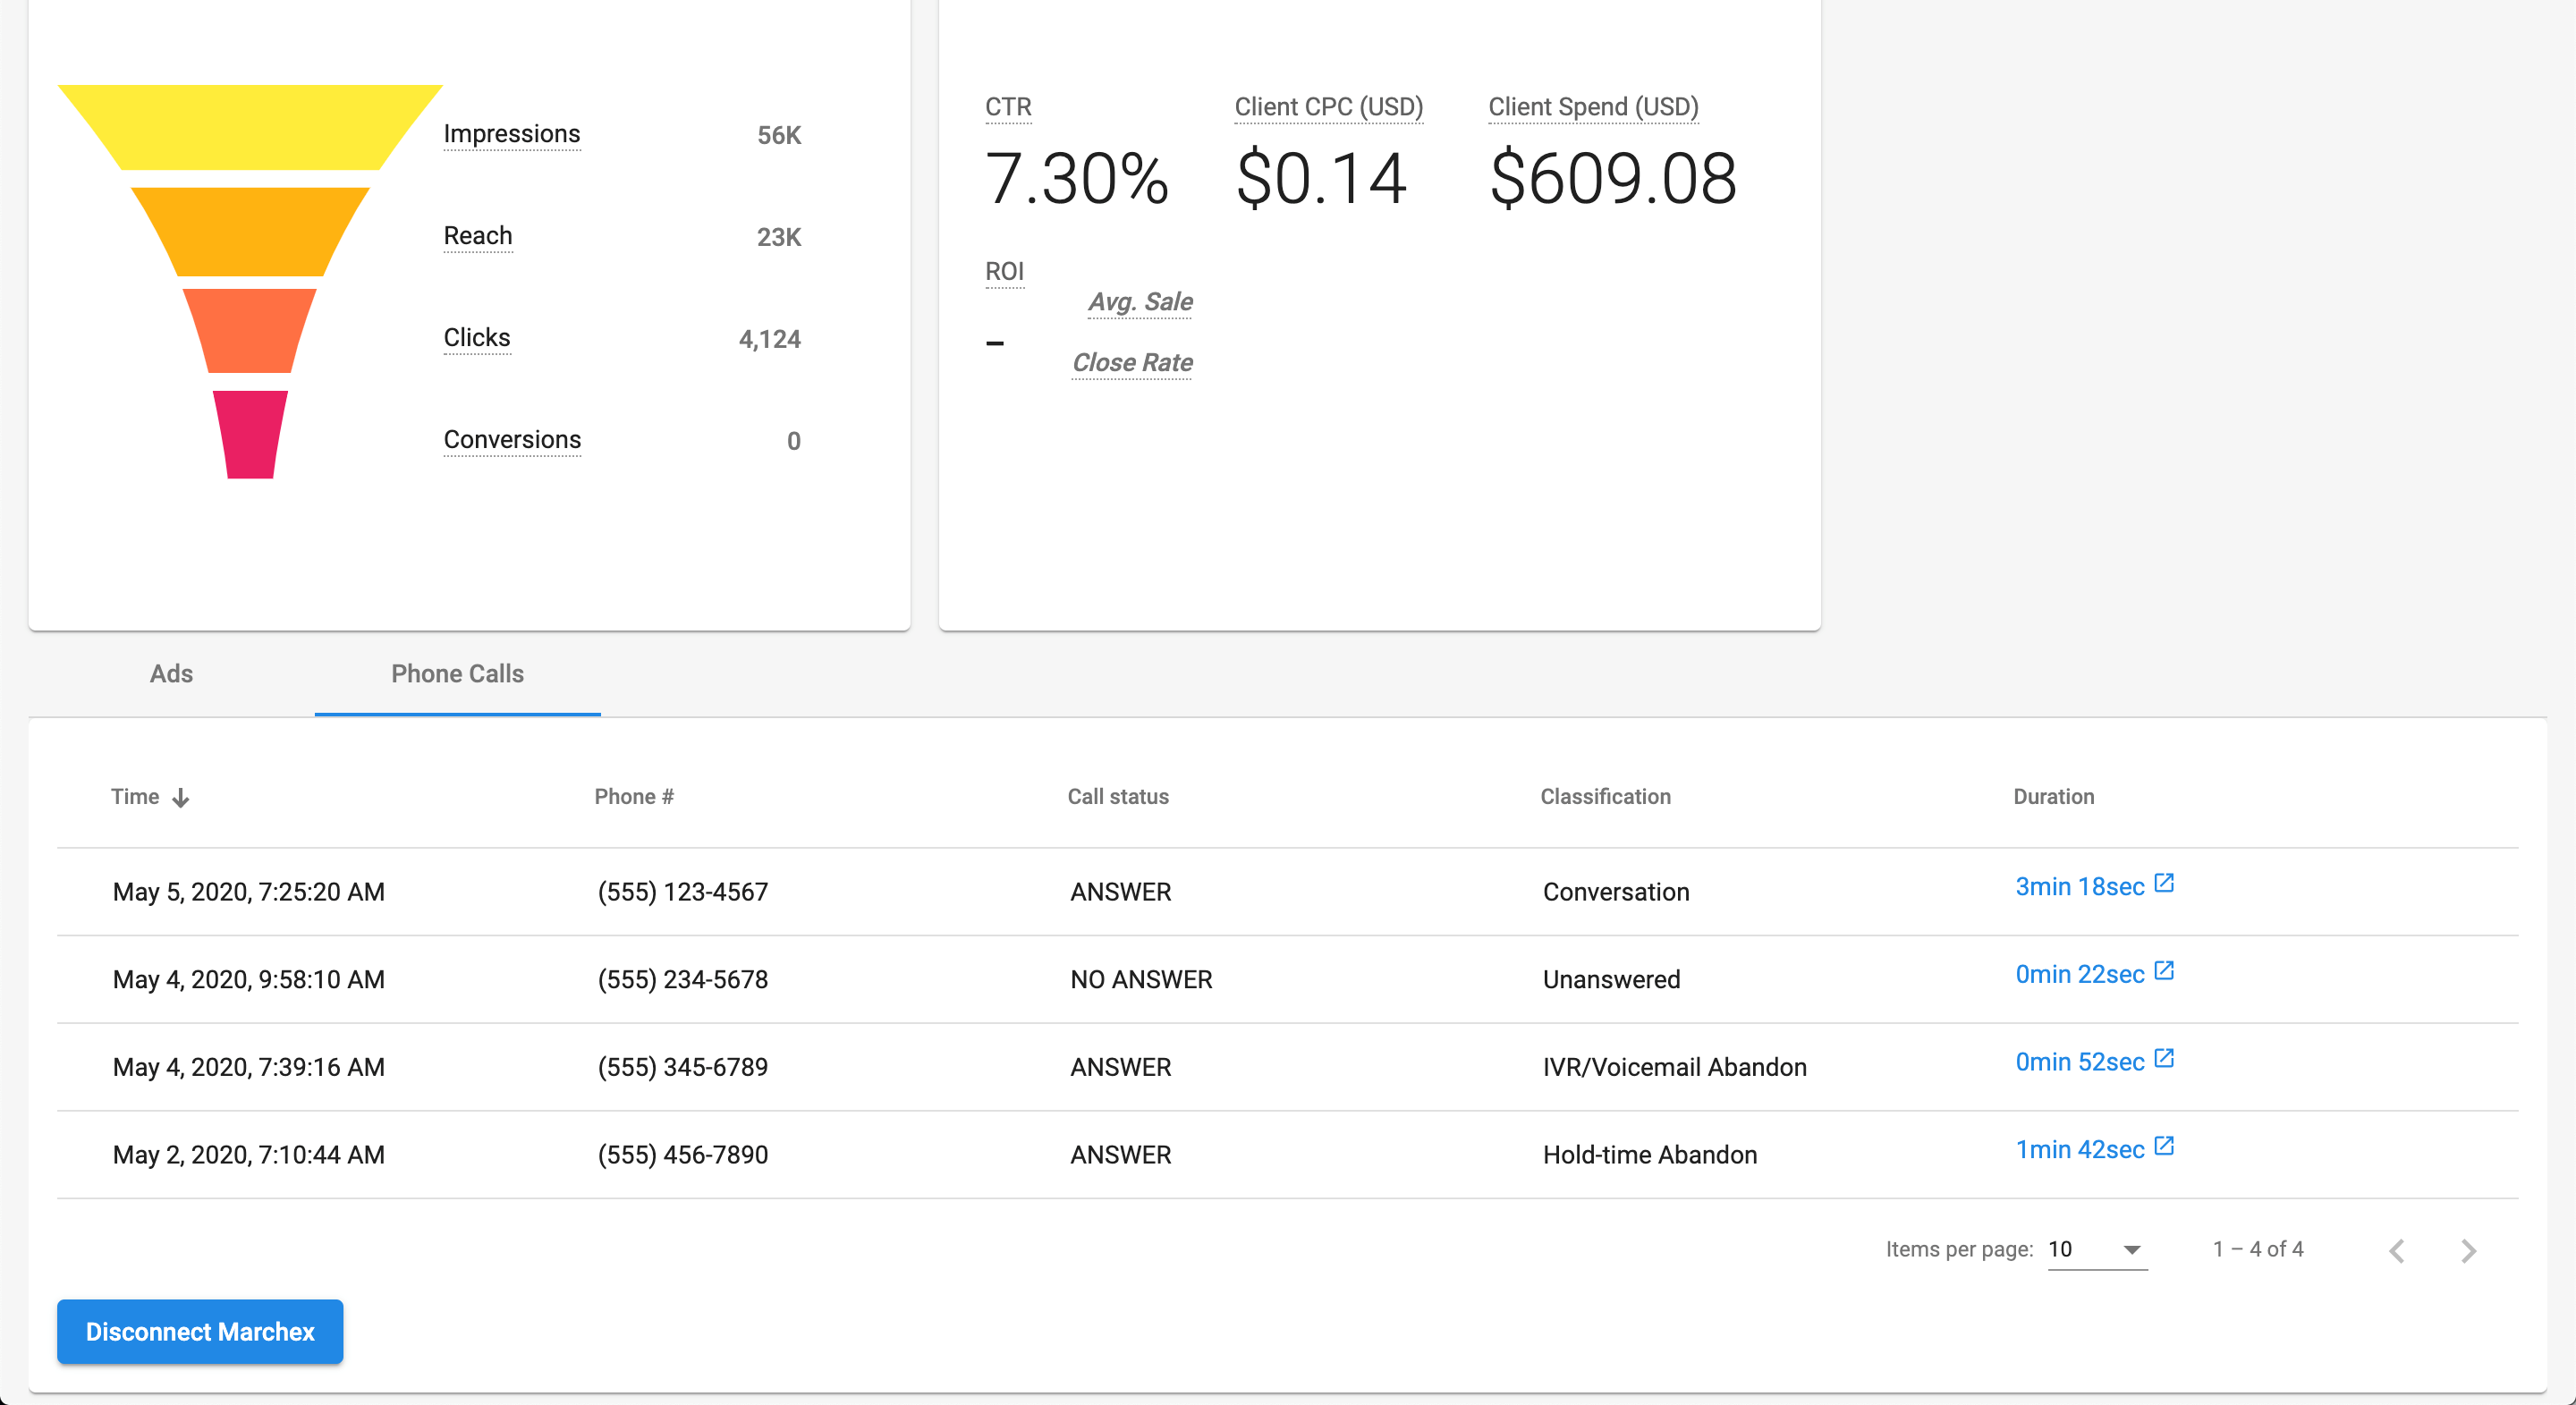 Impressions 56K
Reach 23K
Clicks 4,124
Conversions 0
CTR Client CPC (USD) Client Spend (USD)
7.30% $0.14 $609.08
ROI
Avg. Sale
–
Close Rate
Ads Phone Calls
Time Phone # Call status Classification Duration
May 5, 2020, 7:25:20 AM (555) 123-4567 ANSWER Conversation 3min 18sec
May 4, 2020, 9:58:10 AM (555) 234-5678 NO ANSWER Unanswered 0min 22sec
May 4, 2020, 7:39:16 AM (555) 345-6789 ANSWER IVR/Voicemail Abandon 0min 52sec
May 2, 2020, 7:10:44 AM (555) 456-7890 ANSWER Hold-time Abandon 1min 42sec
Items per page: 10 1 – 4 of 4
Disconnect Marchex